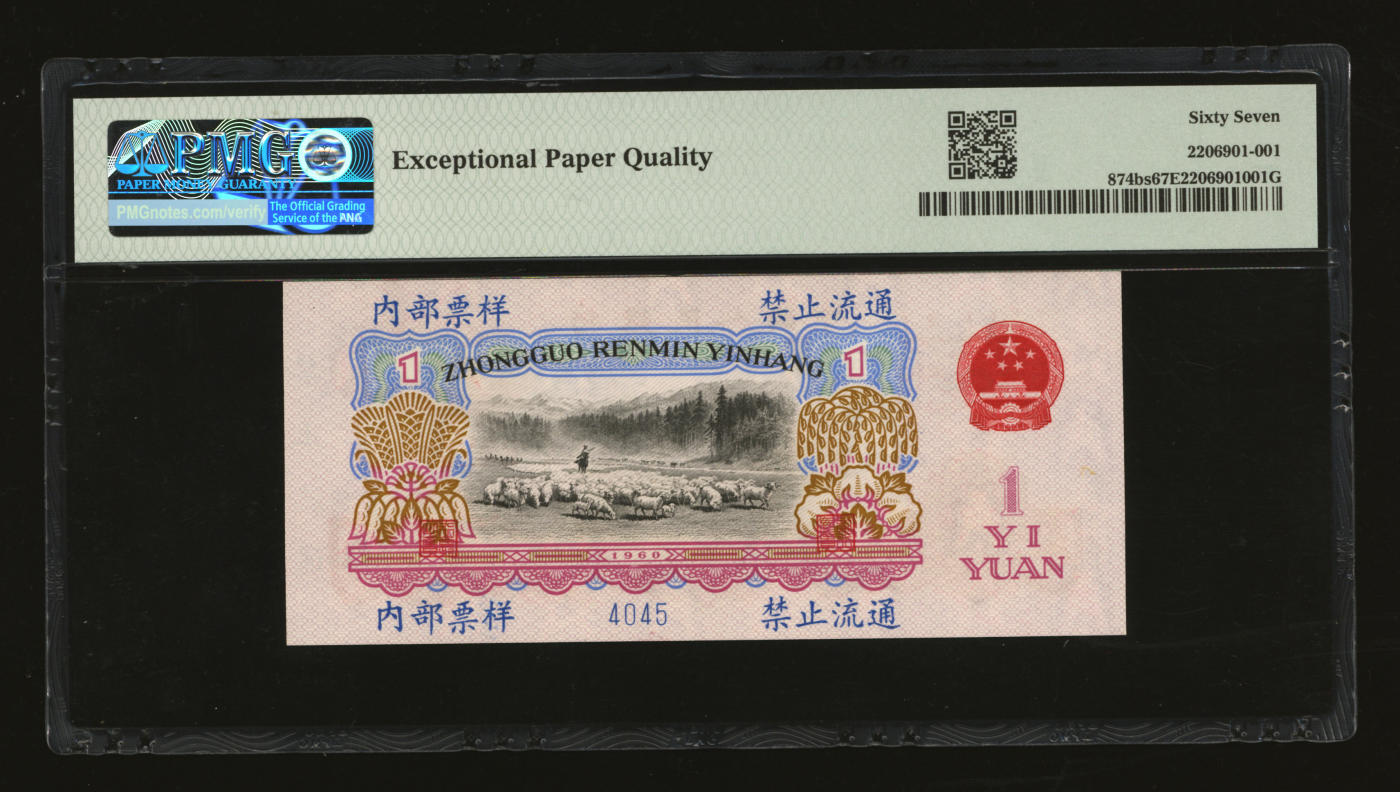 PMG
PAPER MONEY GUARANTY
PMGnotes.com/verify
The Official Grading
Service of the ANG
Exceptional Paper Quality
Sixty Seven
2206901-001
874bs67E2206901001G
内部票样 禁止流通
1 ZHONGGUO RENMIN YINHANG 1
1960
1
YI
YUAN
内部票样 4045 禁止流通